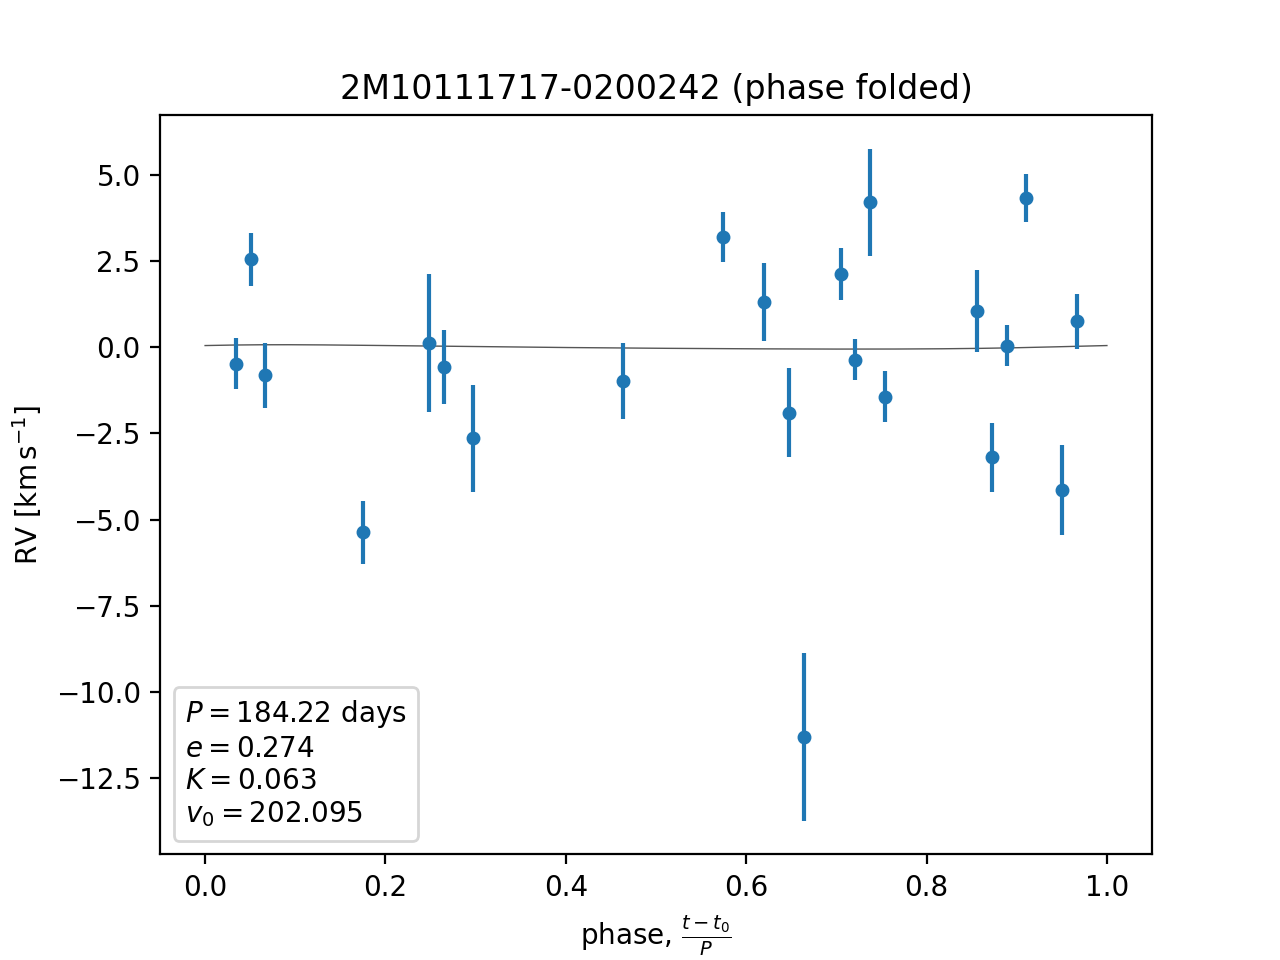 2M10111717-0200242 (phase folded)
RV [km s⁻¹]
5.0
2.5
0.0
−2.5
−5.0
−7.5
−10.0
−12.5
P = 184.22 days
e = 0.274
K = 0.063
v₀ = 202.095
0.0 0.2 0.4 0.6 0.8 1.0
phase, (t − t₀)/P